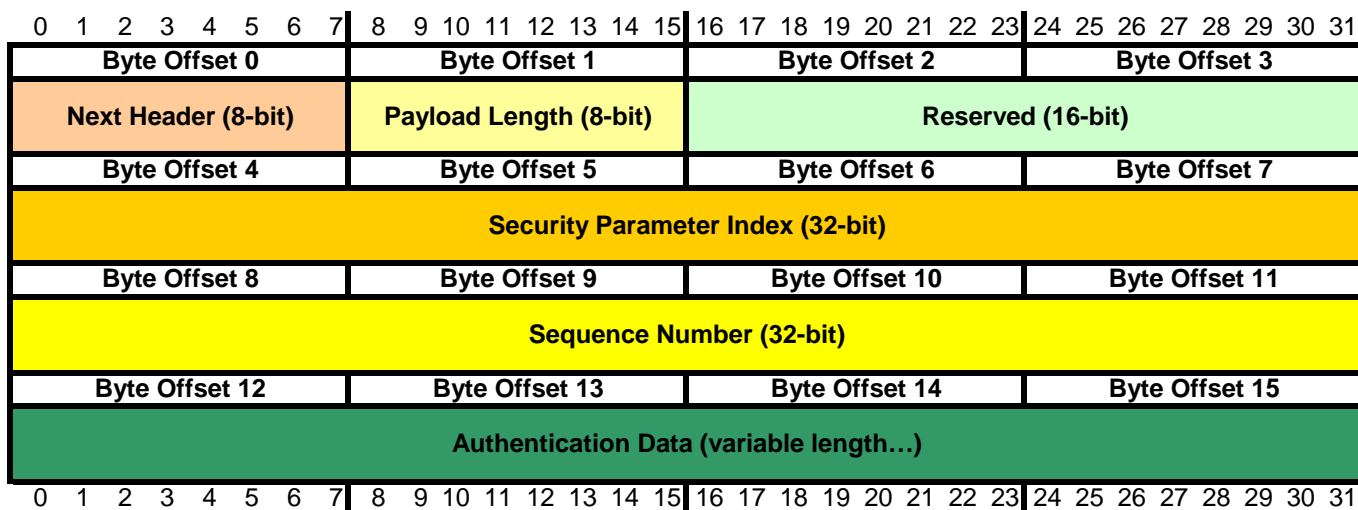 0 1 2 3 4 5 6 7 8 9 10 11 12 13 14 15 16 17 18 19 20 21 22 23 24 25 26 27 28 29 30 31
Byte Offset 0 Byte Offset 1 Byte Offset 2 Byte Offset 3
Next Header (8-bit) Payload Length (8-bit) Reserved (16-bit)
Byte Offset 4 Byte Offset 5 Byte Offset 6 Byte Offset 7
Security Parameter Index (32-bit)
Byte Offset 8 Byte Offset 9 Byte Offset 10 Byte Offset 11
Sequence Number (32-bit)
Byte Offset 12 Byte Offset 13 Byte Offset 14 Byte Offset 15
Authentication Data (variable length…)
0 1 2 3 4 5 6 7 8 9 10 11 12 13 14 15 16 17 18 19 20 21 22 23 24 25 26 27 28 29 30 31